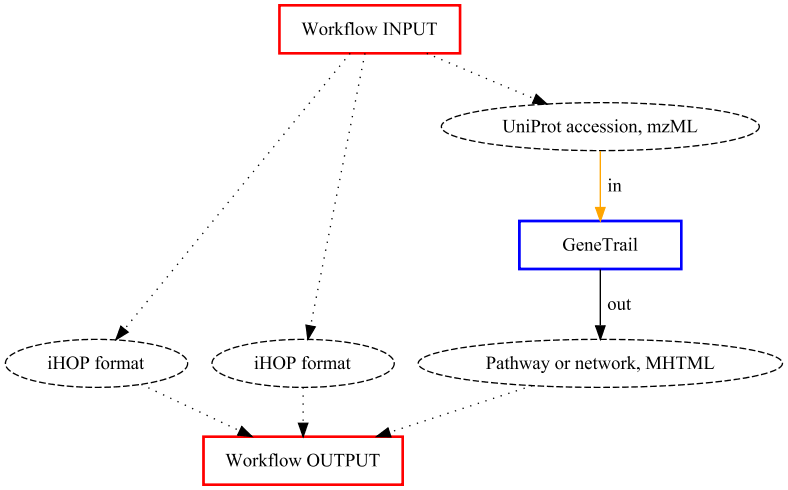 Workflow INPUT
UniProt accession, mzML
in
GeneTrail
out
iHOP format
iHOP format
Pathway or network, MHTML
Workflow OUTPUT